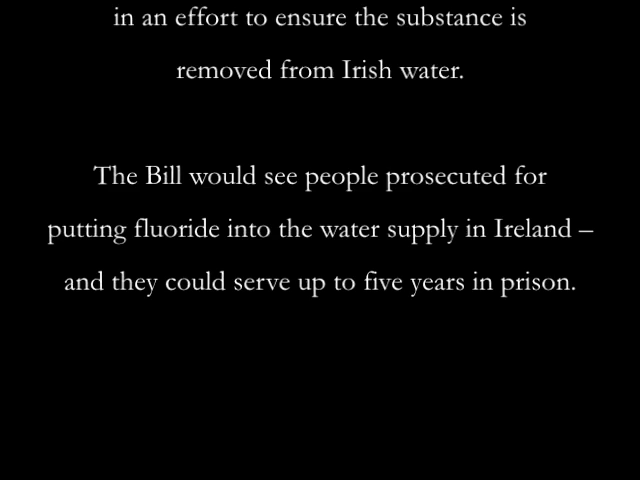 in an effort to ensure the substance is
removed from Irish water.
The Bill would see people prosecuted for
putting fluoride into the water supply in Ireland –
and they could serve up to five years in prison.